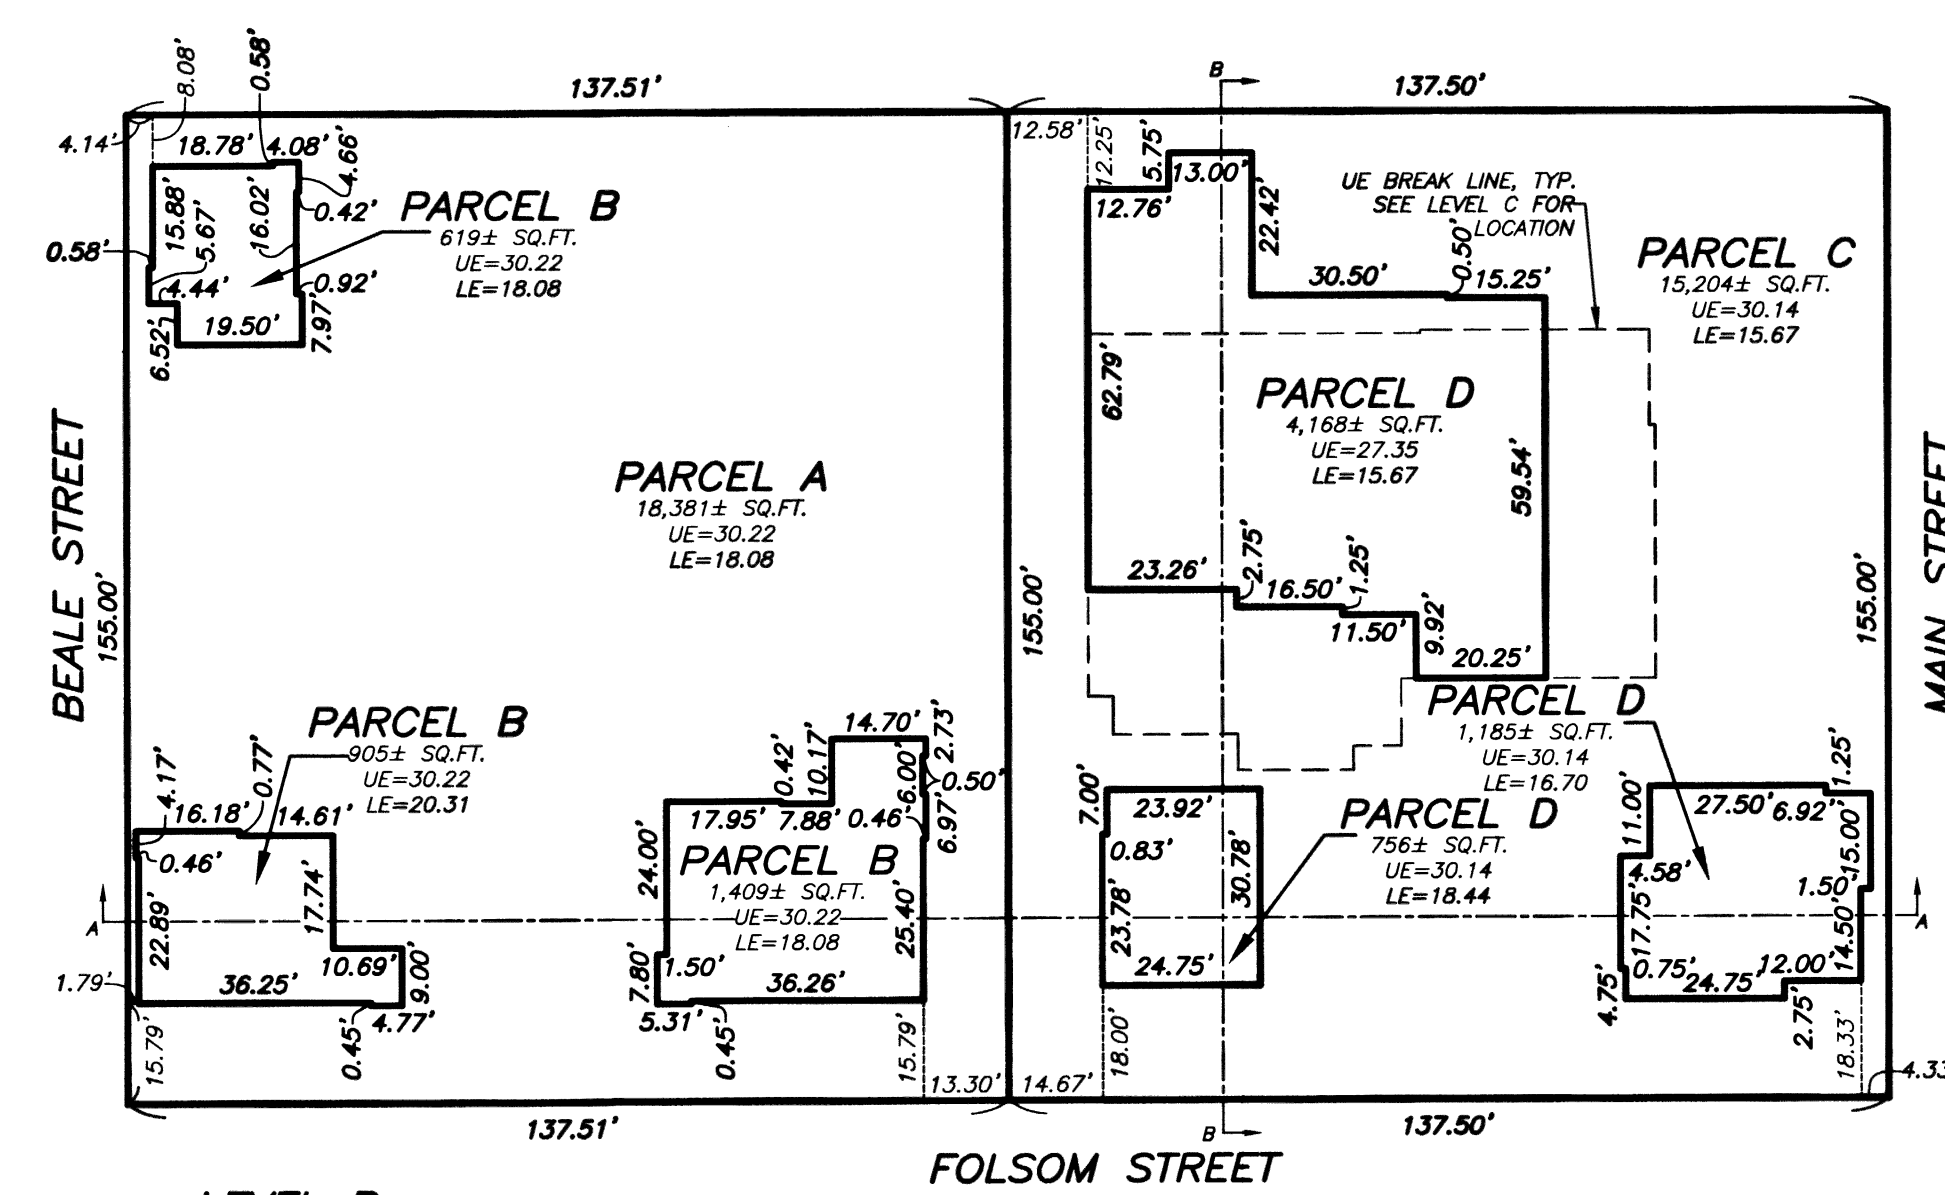 137.51'
137.50'
B
8.08'
0.58'
4.14'
18.78'
4.08'
4.66'
15.88'
5.67'
16.02'
0.42'
0.58'
4.44'
0.92'
6.52'
19.50'
7.97'
PARCEL B
619± SQ.FT.
UE=30.22
LE=18.08
12.58'
12.25'
5.75'
13.00'
12.76'
22.42'
UE BREAK LINE, TYP.
SEE LEVEL C FOR
LOCATION
30.50'
0.50'
15.25'
PARCEL C
15,204± SQ.FT.
UE=30.14
LE=15.67
62.79'
PARCEL D
4,168± SQ.FT.
UE=27.35
LE=15.67
59.54'
BEALE STREET
155.00'
PARCEL A
18,381± SQ.FT.
UE=30.22
LE=18.08
155.00'
23.26'
2.75'
16.50'
1.25'
11.50'
9.92'
20.25'
155.00'
MAIN STREET
PARCEL B
905± SQ.FT.
UE=30.22
LE=20.31
4.17'
16.18'
0.77'
14.61'
0.46'
22.89'
17.74'
10.69'
9.00'
36.25'
1.79'
15.79'
0.45'
4.77'
A
14.70'
2.73'
0.42'
10.17'
6.00'
0.50'
17.95'
7.88'
0.46'
6.97'
24.00'
PARCEL B
1,409± SQ.FT.
UE=30.22
LE=18.08
25.40'
7.80'
1.50'
36.26'
5.31'
0.45'
15.79'
13.30'
PARCEL D
1,185± SQ.FT.
UE=30.14
LE=16.70
7.00'
23.92'
0.83'
23.78'
30.78'
24.75'
PARCEL D
756± SQ.FT.
UE=30.14
LE=18.44
14.67'
18.00'
11.00'
27.50'
6.92'
1.25'
15.00'
4.58'
1.50'
17.75'
14.50'
0.75'
24.75'
12.00'
4.75'
2.75'
18.33'
4.33
A
137.51'
137.50'
B
FOLSOM STREET